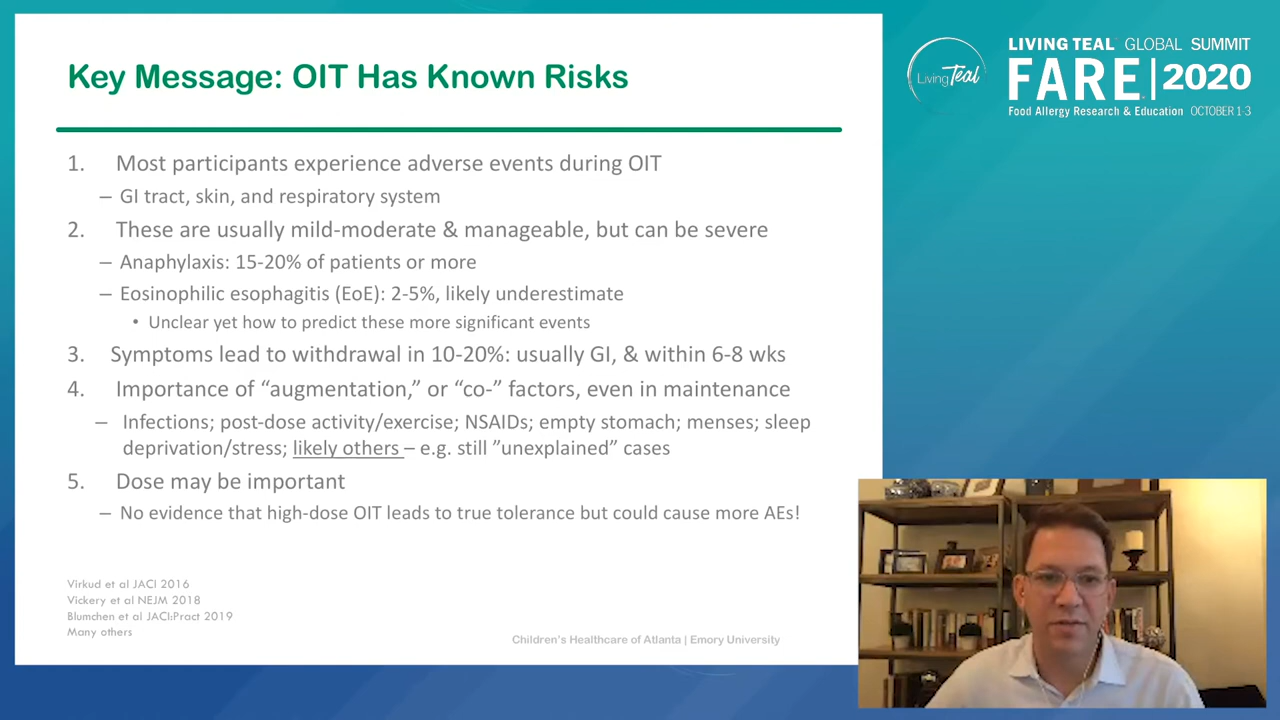 Key Message: OIT Has Known Risks
1. Most participants experience adverse events during OIT
– GI tract, skin, and respiratory system
2. These are usually mild-moderate & manageable, but can be severe
– Anaphylaxis: 15-20% of patients or more
– Eosinophilic esophagitis (EoE): 2-5%, likely underestimate
• Unclear yet how to predict these more significant events
3. Symptoms lead to withdrawal in 10-20%: usually GI, & within 6-8 wks
4. Importance of “augmentation,” or “co-” factors, even in maintenance
– Infections; post-dose activity/exercise; NSAIDs; empty stomach; menses; sleep
deprivation/stress; likely others – e.g. still ”unexplained” cases
5. Dose may be important
– No evidence that high-dose OIT leads to true tolerance but could cause more AEs!
Virkud et al JACI 2016
Vickery et al NEJM 2018
Blumchen et al JACI:Pract 2019
Many others
Children’s Healthcare of Atlanta | Emory University
Living Teal
LIVING TEAL GLOBAL SUMMIT
FARE | 2020
Food Allergy Research & Education OCTOBER 1-3